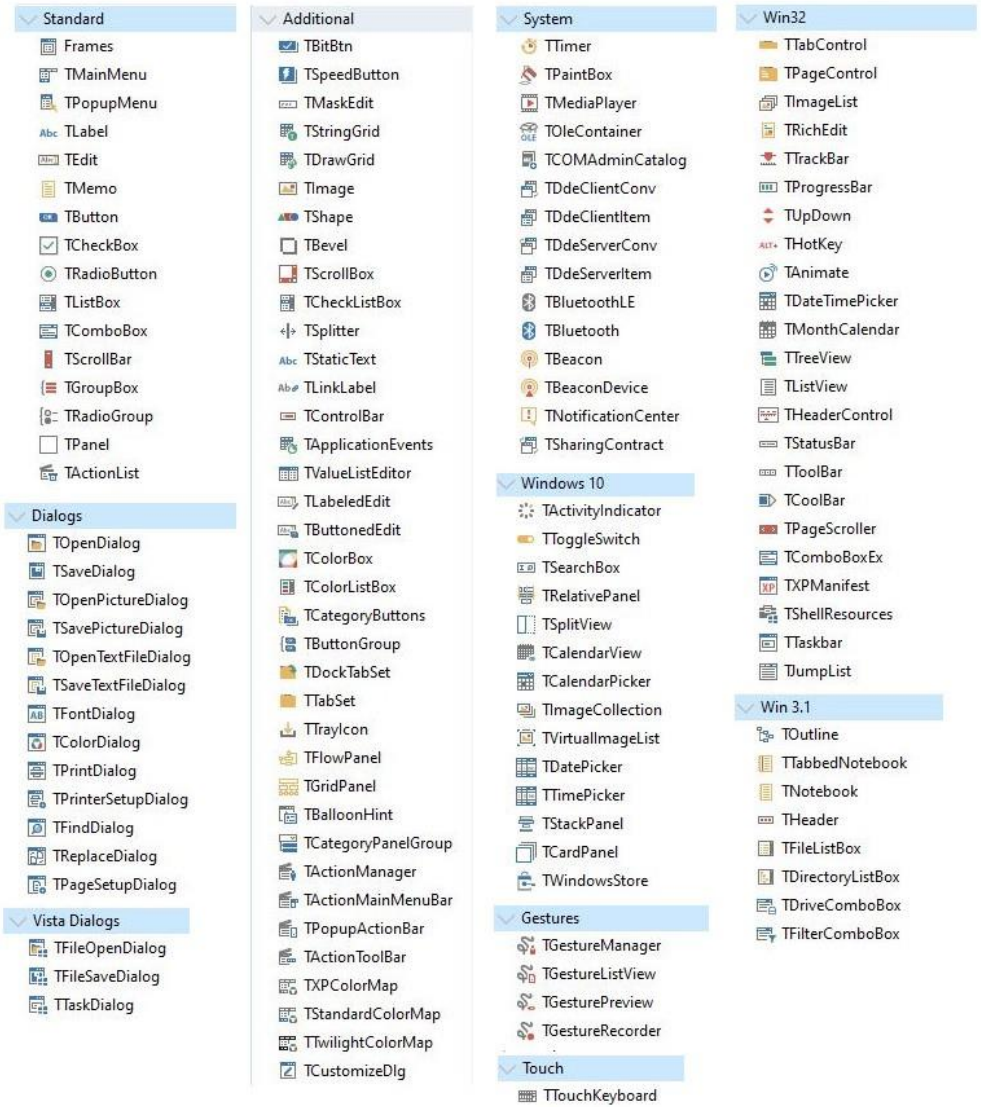 Standard
Frames
TMainMenu
TPopupMenu
Abc TLabel
TEdit
TMemo
OK TButton
TCheckBox
TRadioButton
TListBox
TComboBox
TScrollBar
TGroupBox
TRadioGroup
TPanel
TActionList
Dialogs
TOpenDialog
TSaveDialog
TOpenPictureDialog
TSavePictureDialog
TOpenTextFileDialog
TSaveTextFileDialog
AB TFontDialog
TColorDialog
TPrintDialog
TPrinterSetupDialog
TFindDialog
TReplaceDialog
TPageSetupDialog
Vista Dialogs
TFileOpenDialog
TFileSaveDialog
TTaskDialog
Additional
TBitBtn
TSpeedButton
TMaskEdit
TStringGrid
TDrawGrid
TImage
TShape
TBevel
TScrollBox
TCheckListBox
TSplitter
Abc TStaticText
TLinkLabel
TControlBar
TApplicationEvents
TValueListEditor
TLabeledEdit
TButtonedEdit
TColorBox
TColorListBox
TCategoryButtons
TButtonGroup
TDockTabSet
TTabSet
TTrayIcon
TFlowPanel
TGridPanel
TBalloonHint
TCategoryPanelGroup
TActionManager
TActionMainMenuBar
TPopupActionBar
TActionToolBar
TXPColorMap
TStandardColorMap
TTwilightColorMap
TCustomizeDlg
System
TTimer
TPaintBox
TMediaPlayer
OLE TOleContainer
TCOMAdminCatalog
TDdeClientConv
TDdeClientItem
TDdeServerConv
TDdeServerItem
TBluetoothLE
TBluetooth
TBeacon
TBeaconDevice
TNotificationCenter
TSharingContract
Windows 10
TActivityIndicator
TToggleSwitch
TSearchBox
TRelativePanel
TSplitView
TCalendarView
TCalendarPicker
TImageCollection
TVirtualImageList
TDatePicker
TTimePicker
TStackPanel
TCardPanel
TWindowsStore
Gestures
TGestureManager
TGestureListView
TGesturePreview
TGestureRecorder
Touch
TTouchKeyboard
Win32
TTabControl
TPageControl
TImageList
TRichEdit
TTrackBar
TProgressBar
TUpDown
ALT+ THotKey
TAnimate
TDateTimePicker
TMonthCalendar
TTreeView
TListView
THeaderControl
TStatusBar
TToolBar
TCoolBar
TPageScroller
TComboBoxEx
XP TXPManifest
TShellResources
TTaskbar
TJumpList
Win 3.1
TOutline
TTabbedNotebook
TNotebook
THeader
TFileListBox
TDirectoryListBox
TDriveComboBox
TFilterComboBox